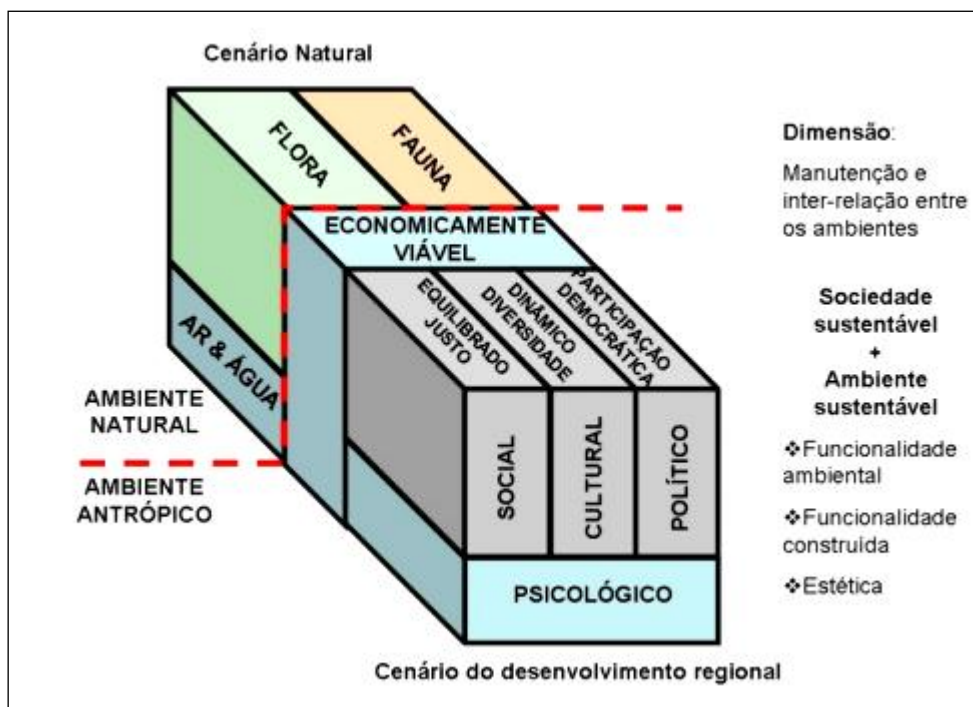 Cenário Natural
FLORA
FAUNA
ECONOMICAMENTE
VIÁVEL
EQUILIBRADO
JUSTO
DINÂMICO
DIVERSIDADE
PARTICIPAÇÃO
DEMOCRÁTICA
AR & ÁGUA
AMBIENTE
NATURAL
AMBIENTE
ANTRÓPICO
SOCIAL
CULTURAL
POLÍTICO
PSICOLÓGICO
Cenário do desenvolvimento regional
Dimensão:
Manutenção e
inter-relação entre
os ambientes
Sociedade
sustentável
+
Ambiente
sustentável
❖Funcionalidade
ambiental
❖Funcionalidade
construída
❖Estética